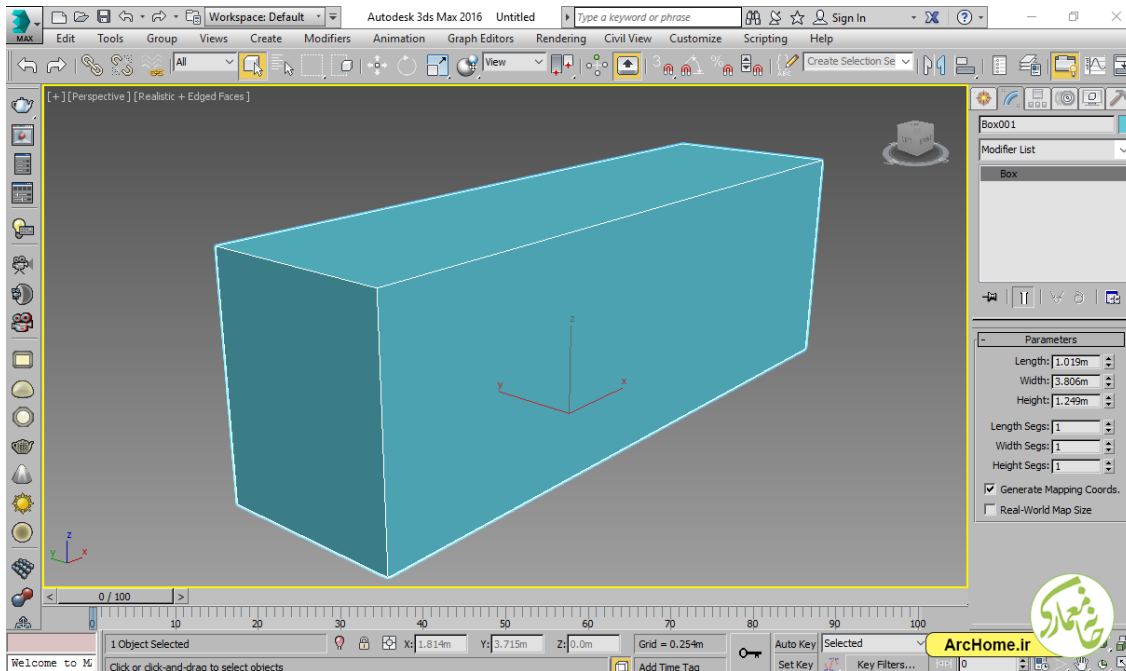 Workspace: Default
Autodesk 3ds Max 2016 Untitled
Type a keyword or phrase
Sign In
MAX
Edit Tools Group Views Create Modifiers Animation Graph Editors Rendering Civil View Customize Scripting Help
All
View
3
%
Create Selection Se
[+] [Perspective] [Realistic + Edged Faces]
Box001
Modifier List
Box
Parameters
Length: 1.019m
Width: 3.806m
Height: 1.249m
Length Segs: 1
Width Segs: 1
Height Segs: 1
Generate Mapping Coords.
Real-World Map Size
z
y
x
z
y
x
0 / 100
0 10 20 30 40 50 60 70 80 90 100
1 Object Selected
X: 1.814m Y: 3.715m Z: 0.0m
Grid = 0.254m
Auto Key Selected
Welcome to M
Click or click-and-drag to select objects
Add Time Tag
Set Key Key Filters... 0
ArcHome.ir
خانه معماری